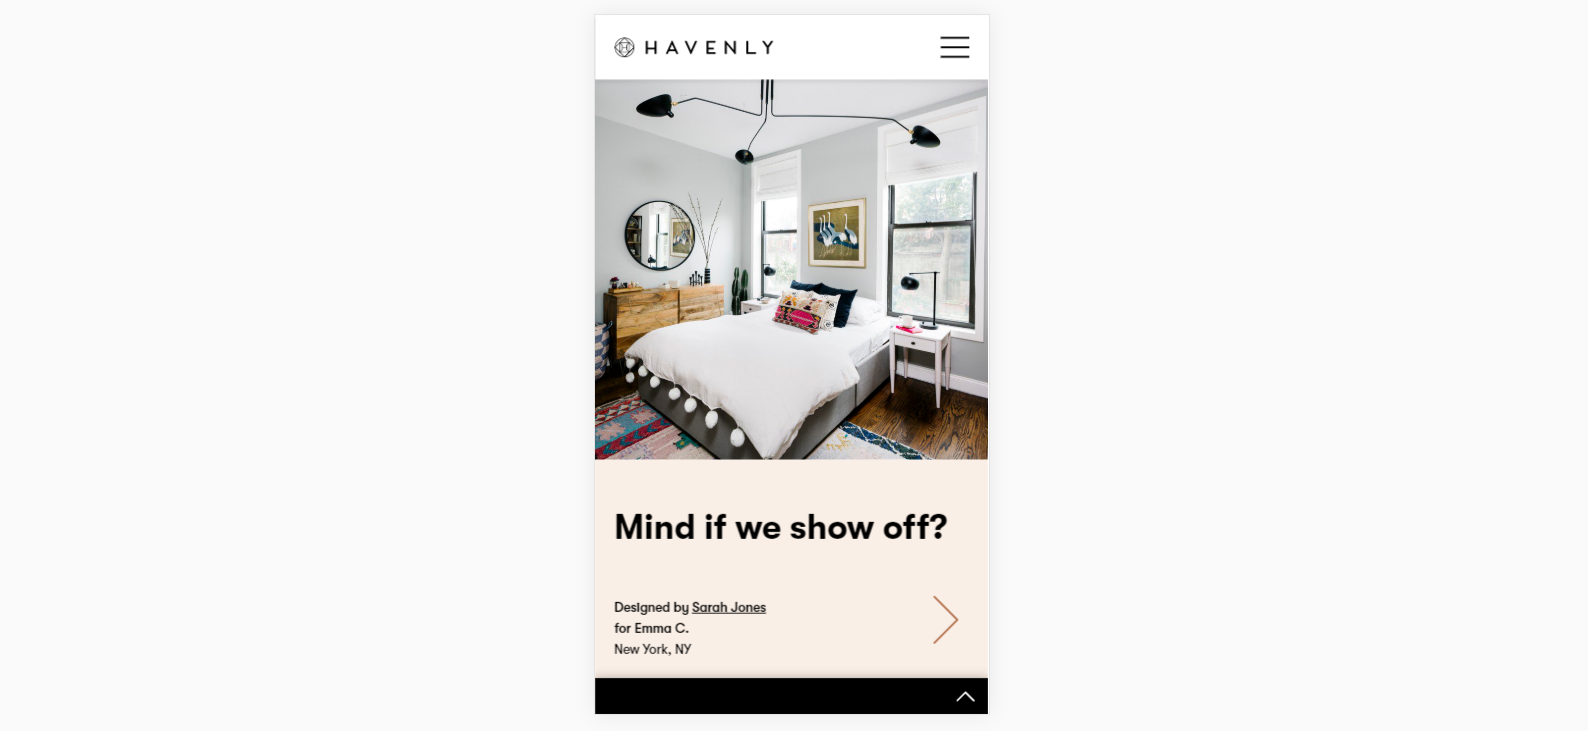 HAVENLY
Mind if we show off?
Designed by Sarah Jones
for Emma C.
New York, NY